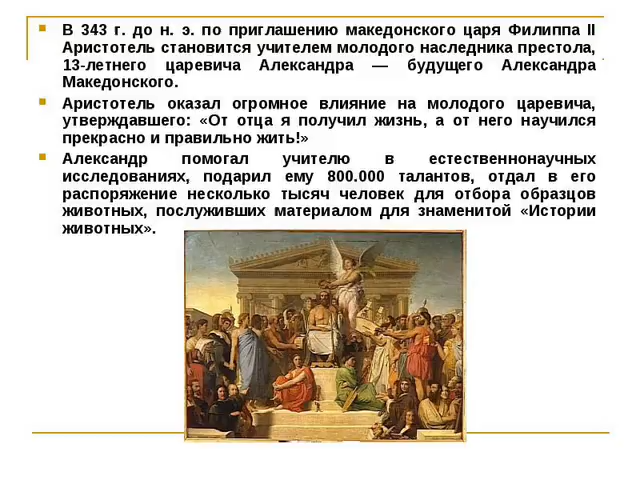 В 343 г. до н. э. по приглашению македонского царя Филиппа II
Аристотель становится учителем молодого наследника престола,
13-летнего царевича Александра — будущего Александра
Македонского.
Аристотель оказал огромное влияние на молодого царевича,
утверждавшего: «От отца я получил жизнь, а от него научился
прекрасно и правильно жить!»
Александр помогал учителю в естественнонаучных
исследованиях, подарил ему 800.000 талантов, отдал в его
распоряжение несколько тысяч человек для отбора образцов
животных, послуживших материалом для знаменитой «Истории
животных».